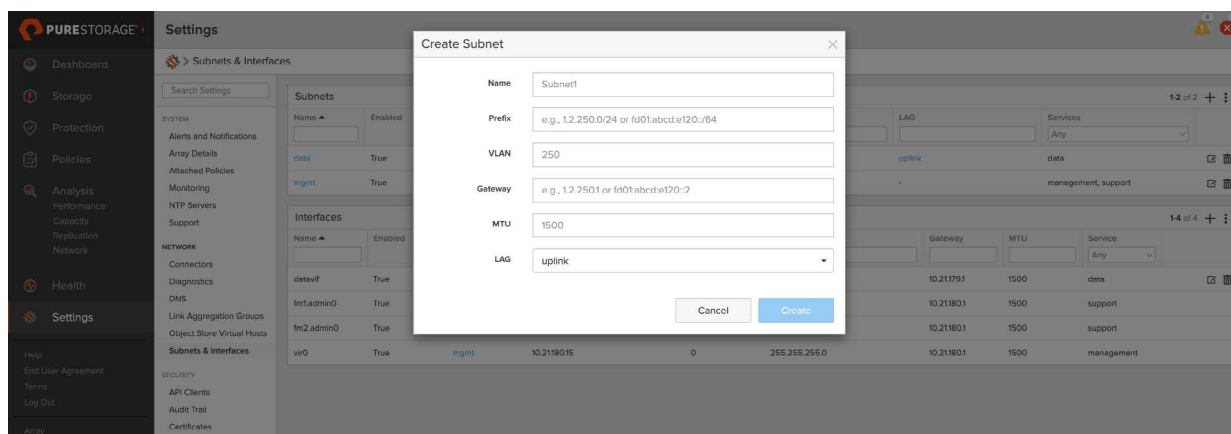 PURESTORAGE®
Settings
Dashboard
Storage
Protection
Policies
Analysis
Performance
Capacity
Replication
Network
Health
Settings
Help
End User Agreement
Terms
Log Out
Array
Subnets & Interfaces
Search Settings
SYSTEM
Alerts and Notifications
Array Details
Attached Policies
Monitoring
NTP Servers
Support
NETWORK
Connectors
Diagnostics
DNS
Link Aggregation Groups
Object Store Virtual Hosts
Subnets & Interfaces
SECURITY
API Clients
Audit Trail
Certificates
Create Subnet
Name Subnet1
Prefix e.g., 1.2.250.0/24 or fd01:abcd:e120::/64
VLAN 250
Gateway e.g., 1.2.250.1 or fd01:abcd:e120::2
MTU 1500
LAG uplink
Cancel Create
Subnets 1-2 of 2
Name Enabled LAG Services
Any
data True uplink data
mgmt True - management, support
Interfaces 1-4 of 4
Name Enabled Gateway MTU Service
Any
datavif True 10.21.179.1 1500 data
fm1.admin0 True 10.21.180.1 1500 support
fm2.admin0 True 10.21.180.1 1500 support
vir0 True mgmt 10.21.180.15 0 255.255.255.0 10.21.180.1 1500 management